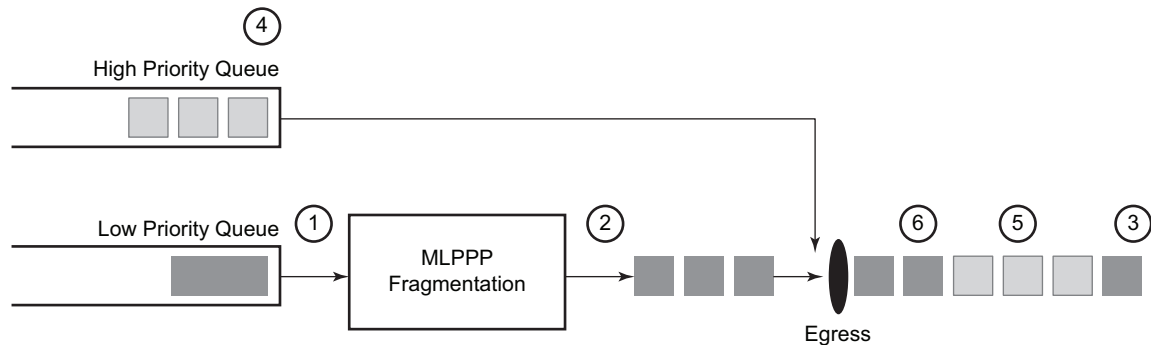 4
High Priority Queue
Low Priority Queue
1
MLPPP
Fragmentation
2
6
5
3
Egress